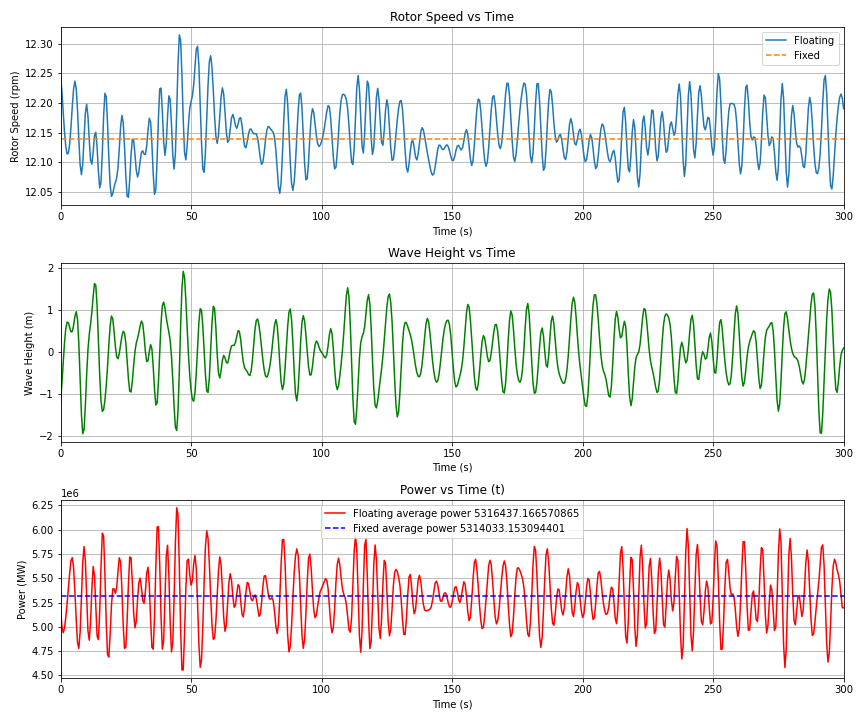 Rotor Speed vs Time
Rotor Speed (rpm)
12.30
12.25
12.20
12.15
12.10
12.05
Floating
Fixed
0 50 100 150 200 250 300
Time (s)
Wave Height vs Time
Wave Height (m)
2
1
0
−1
−2
0 50 100 150 200 250 300
Time (s)
Power vs Time (t)
1e6
Power (MW)
6.25
6.00
5.75
5.50
5.25
5.00
4.75
4.50
Floating average power 5316437.166570865
Fixed average power 5314033.153094401
0 50 100 150 200 250 300
Time (s)